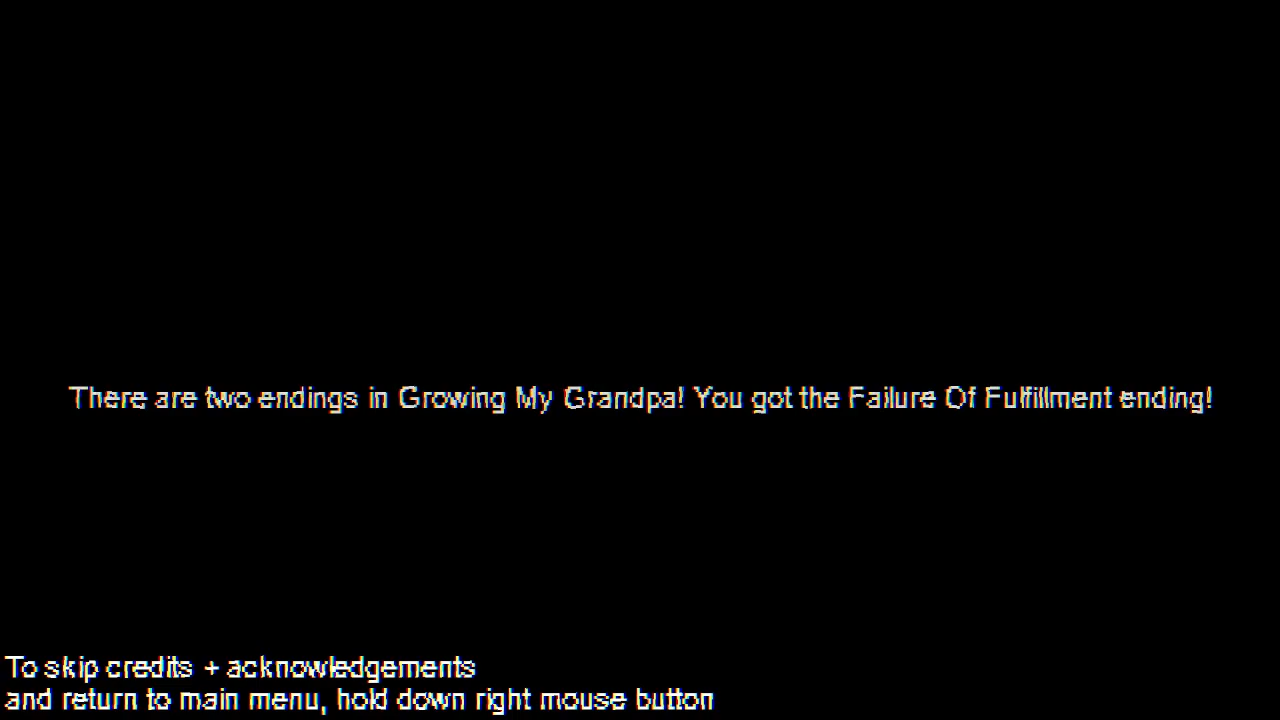 There are two endings in Growing My Grandpa! You got the Failure Of Fulfillment ending!
To skip credits + acknowledgements
and return to main menu, hold down right mouse button